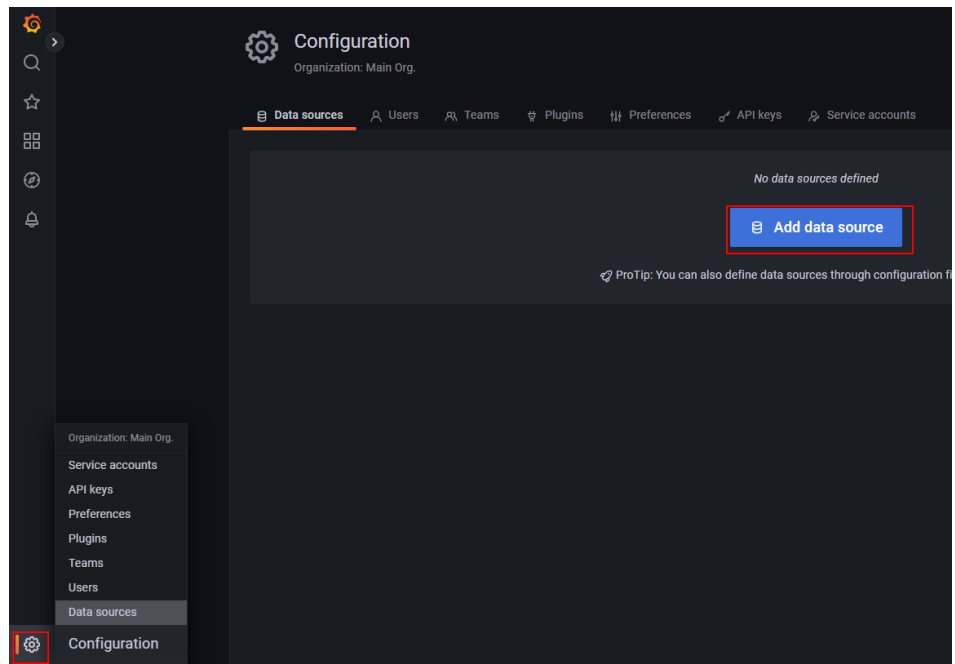 Configuration
Organization: Main Org.
Data sources Users Teams Plugins Preferences API keys Service accounts
No data sources defined
Add data source
ProTip: You can also define data sources through configuration
Organization: Main Org.
Service accounts
API keys
Preferences
Plugins
Teams
Users
Data sources
Configuration